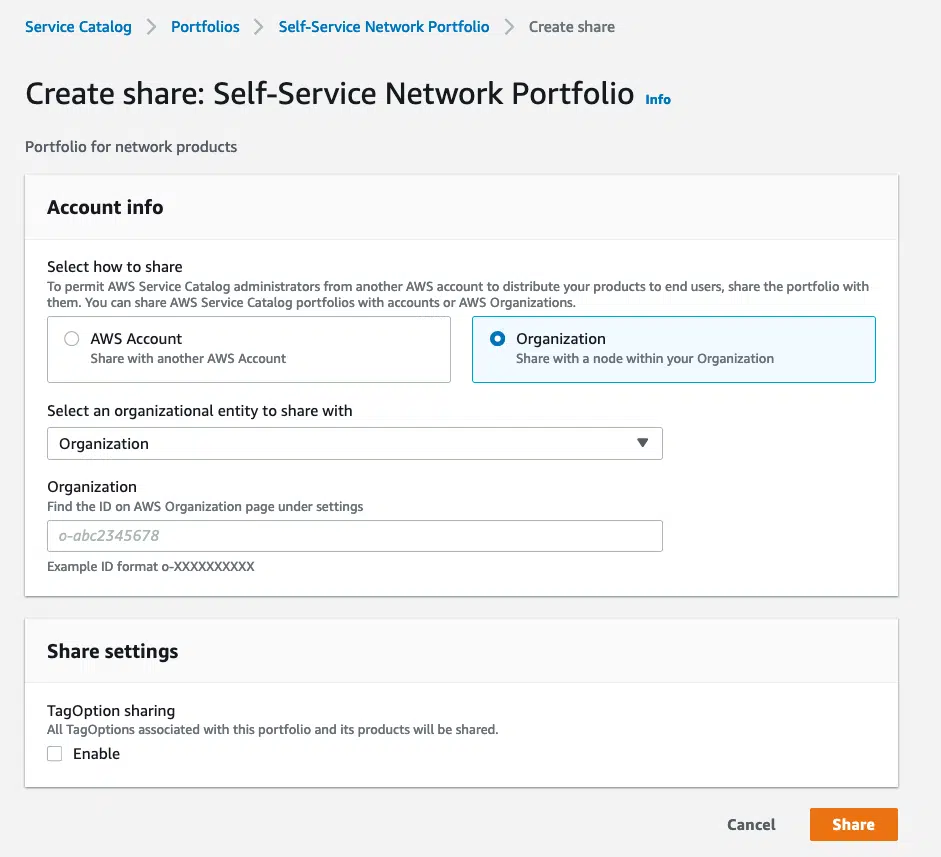 Service Catalog > Portfolios > Self-Service Network Portfolio > Create share
Create share: Self-Service Network Portfolio Info
Portfolio for network products
Account info
Select how to share
To permit AWS Service Catalog administrators from another AWS account to distribute your products to end users, share the portfolio with
them. You can share AWS Service Catalog portfolios with accounts or AWS Organizations.
AWS Account
Share with another AWS Account
Organization
Share with a node within your Organization
Select an organizational entity to share with
Organization
Organization
Find the ID on AWS Organization page under settings
o-abc2345678
Example ID format o-XXXXXXXXXX
Share settings
TagOption sharing
All TagOptions associated with this portfolio and its products will be shared.
Enable
Cancel Share